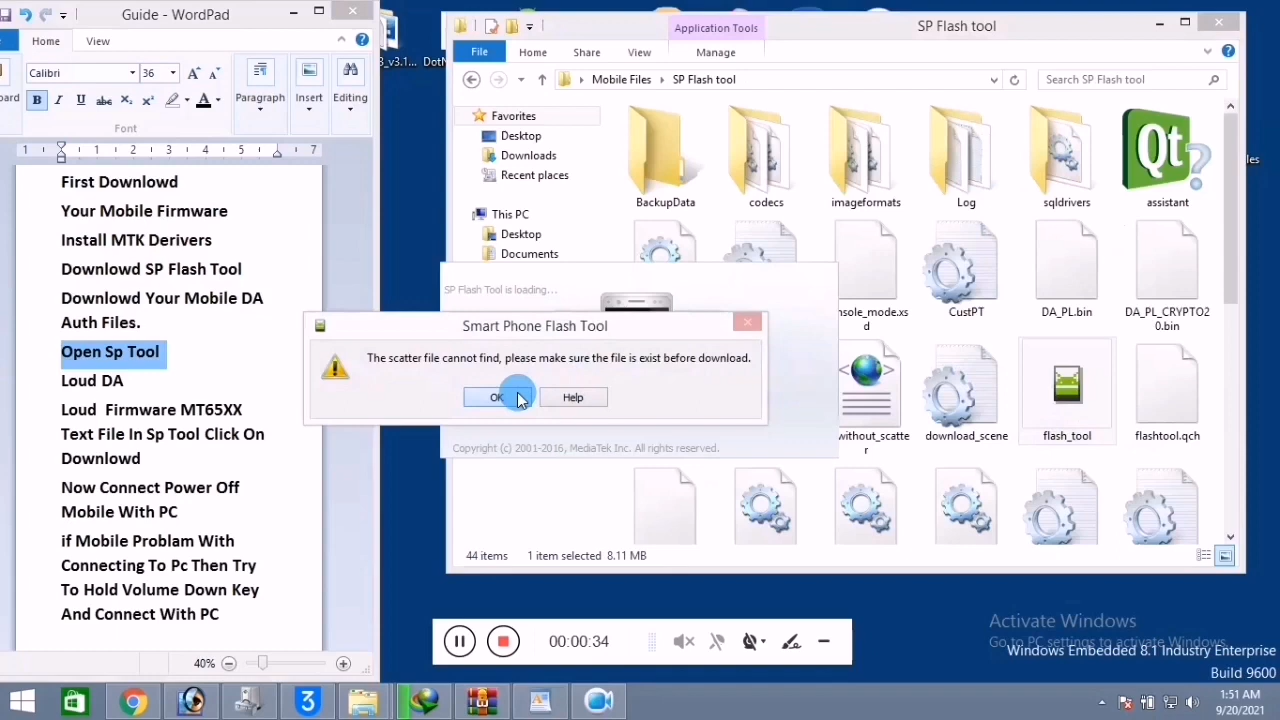 Guide - WordPad
Home
View
Calibri
36
Paragraph
Insert
Editing
Font
1
1
2
3
4
5
7
First Downlowd
Your Mobile Firmware
Install MTK Derivers
Downlowd SP Flash Tool
Downlowd Your Mobile DA
Auth Files.
Open Sp Tool
Loud DA
Loud Firmware MT65XX
Text File In Sp Tool Click On
Downlowd
Now Connect Power Off
Mobile With PC
if Mobile Problam With
Connecting To Pc Then Try
To Hold Volume Down Key
And Connect With PC
40%
Application Tools
SP Flash tool
File
Home
Share
View
Manage
Mobile Files
SP Flash tool
Search SP Flash tool
Favorites
Desktop
Downloads
Recent places
This PC
Desktop
Documents
BackupData
codecs
imageformats
Log
sqldrivers
Qt
assistant
CustPT
DA_PL.bin
DA_PL_CRYPTO2
0.bin
download_scene
flash_tool
flashtool.qch
SP Flash Tool is loading...
Smart Phone Flash Tool
The scatter file cannot find, please make sure the file is exist before download.
OK
Help
Copyright (c) 2001-2016, MediaTek Inc. All rights reserved.
44 items
1 item selected 8.11 MB
00:00:34
Activate Windows
Go to PC settings to activate Windows.
Windows Embedded 8.1 Industry Enterprise
Build 9600
1:51 AM
9/20/2021